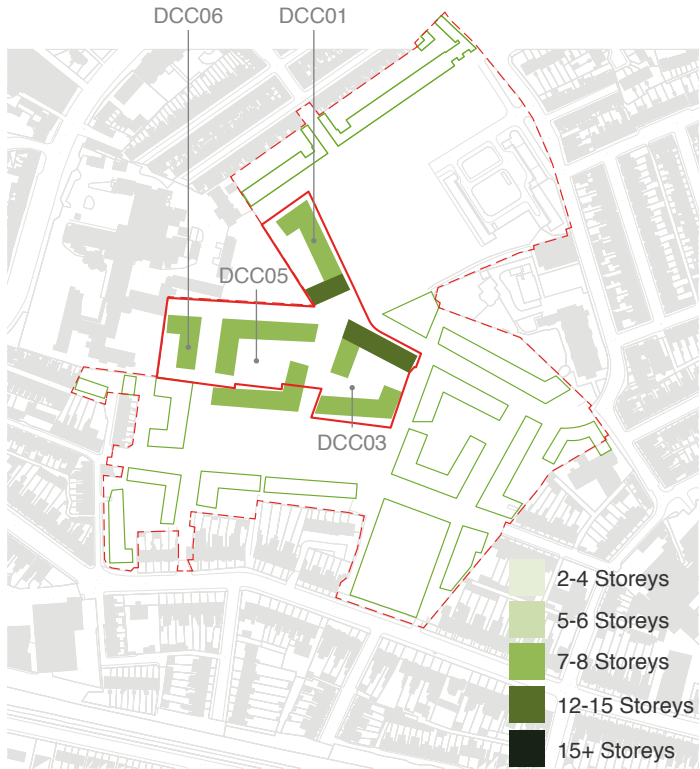 DCC06
DCC01
DCC05
DCC03
2-4 Storeys
5-6 Storeys
7-8 Storeys
12-15 Storeys
15+ Storeys